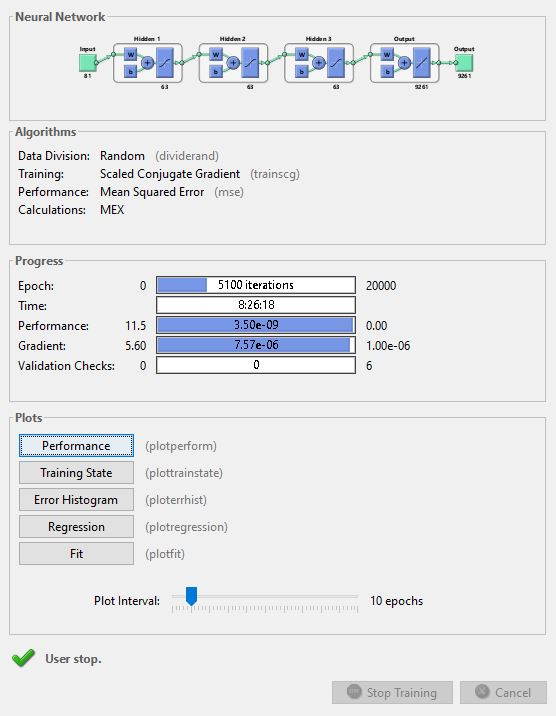 Neural Network
Hidden 1 Hidden 2 Hidden 3 Output
Input Output
W W W W
+ + + +
b b b b
81 9261
63 63 63 9261
Algorithms
Data Division: Random (dividerand)
Training: Scaled Conjugate Gradient (trainscg)
Performance: Mean Squared Error (mse)
Calculations: MEX
Progress
Epoch: 0 5100 iterations 20000
Time: 8:26:18
Performance: 11.5 3.50e-09 0.00
Gradient: 5.60 7.57e-06 1.00e-06
Validation Checks: 0 0 6
Plots
Performance (plotperform)
Training State (plottrainstate)
Error Histogram (ploterrhist)
Regression (plotregression)
Fit (plotfit)
Plot Interval: 10 epochs
User stop.
Stop Training Cancel